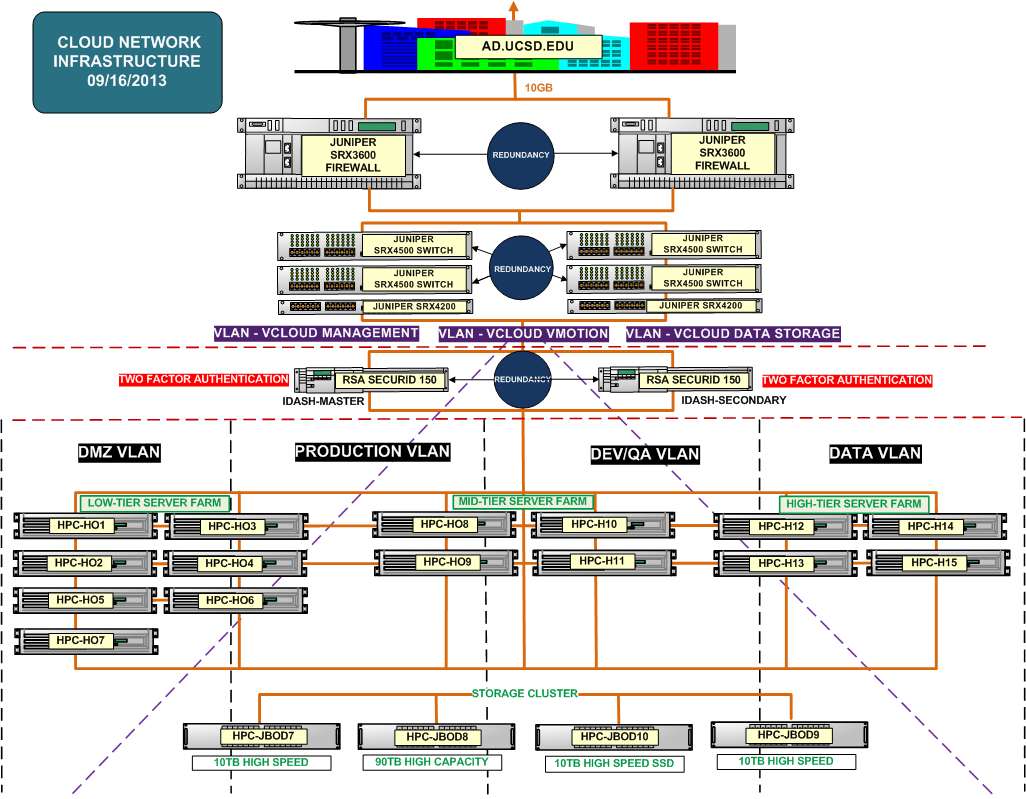 CLOUD NETWORK
INFRASTRUCTURE
09/16/2013
AD.UCSD.EDU
10GB
JUNIPER
SRX3600
FIREWALL
REDUNDANCY
JUNIPER
SRX3600
FIREWALL
JUNIPER
SRX4500 SWITCH
JUNIPER
SRX4500 SWITCH
REDUNDANCY
JUNIPER
SRX4500 SWITCH
JUNIPER
SRX4500 SWITCH
JUNIPER SRX4200
JUNIPER SRX4200
VLAN - VCLOUD MANAGEMENT
VLAN - VCLOUD VMOTION
VLAN - VCLOUD DATA STORAGE
TWO FACTOR AUTHENTICATION
RSA SECURID 150
REDUNDANCY
RSA SECURID 150
TWO FACTOR AUTHENTICATION
IDASH-MASTER
IDASH-SECONDARY
DMZ VLAN
PRODUCTION VLAN
DEV/QA VLAN
DATA VLAN
LOW-TIER SERVER FARM
MID-TIER SERVER FARM
HIGH-TIER SERVER FARM
HPC-HO1
HPC-HO3
HPC-HO8
HPC-H10
HPC-H12
HPC-H14
HPC-HO2
HPC-HO4
HPC-HO9
HPC-H11
HPC-H13
HPC-H15
HPC-HO5
HPC-HO6
HPC-HO7
STORAGE CLUSTER
HPC-JBOD7
HPC-JBOD8
HPC-JBOD10
HPC-JBOD9
10TB HIGH SPEED
90TB HIGH CAPACITY
10TB HIGH SPEED SSD
10TB HIGH SPEED